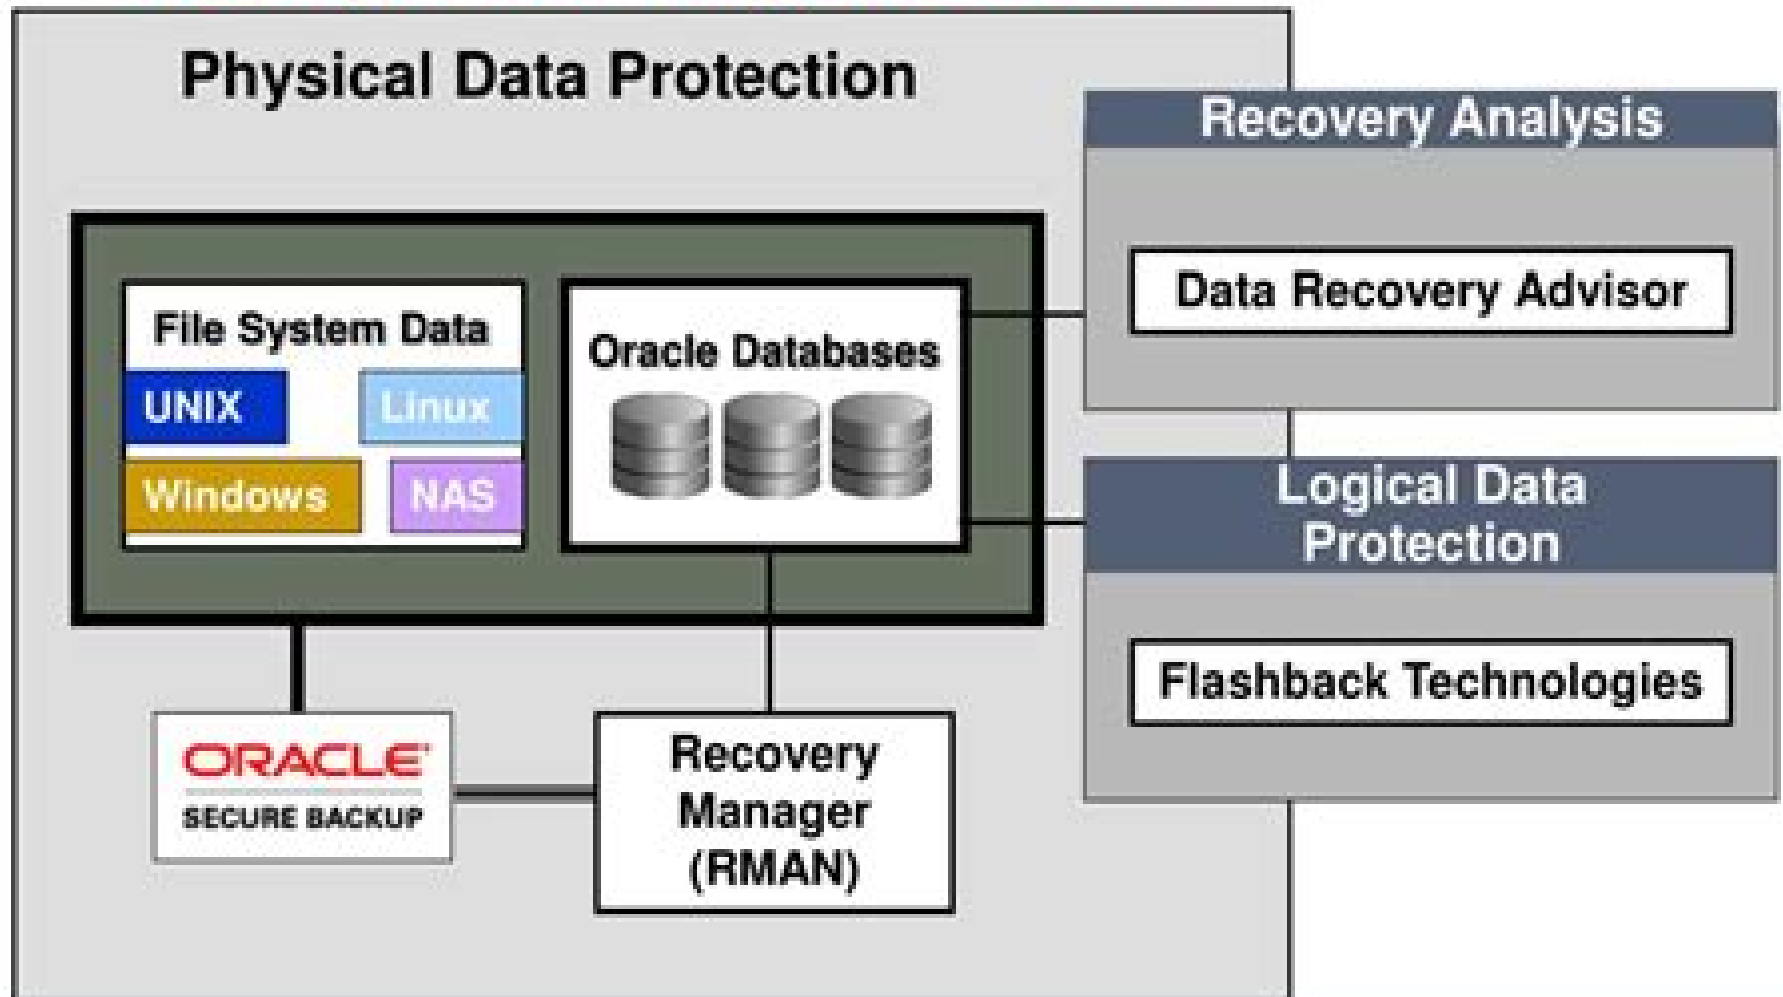 Physical Data Protection
Recovery Analysis
Data Recovery Advisor
File System Data
UNIX
Linux
Windows
NAS
Oracle Databases
Logical Data
Protection
Flashback Technologies
ORACLE
SECURE BACKUP
Recovery
Manager
(RMAN)